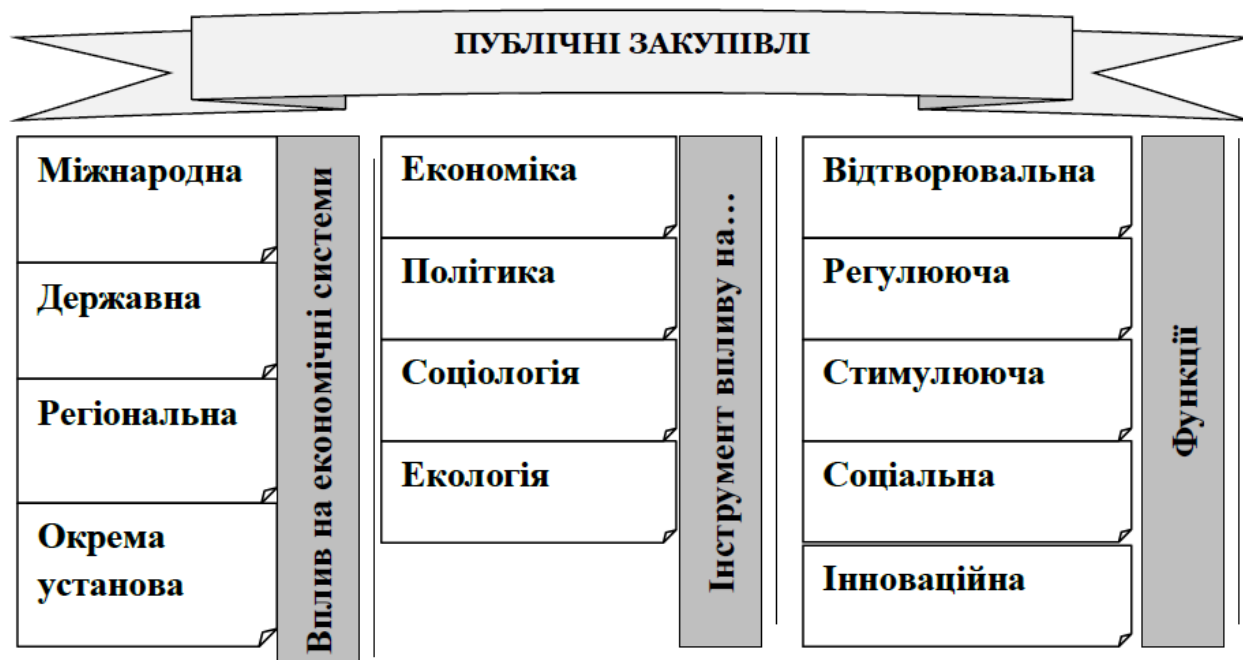 ПУБЛІЧНІ ЗАКУПІВЛІ
Міжнародна
Державна
Регіональна
Окрема
установа
Вплив на економічні системи
Економіка
Політика
Соціологія
Екологія
Інструмент впливу на…
Відтворювальна
Регулююча
Стимулююча
Соціальна
Інноваційна
Функції